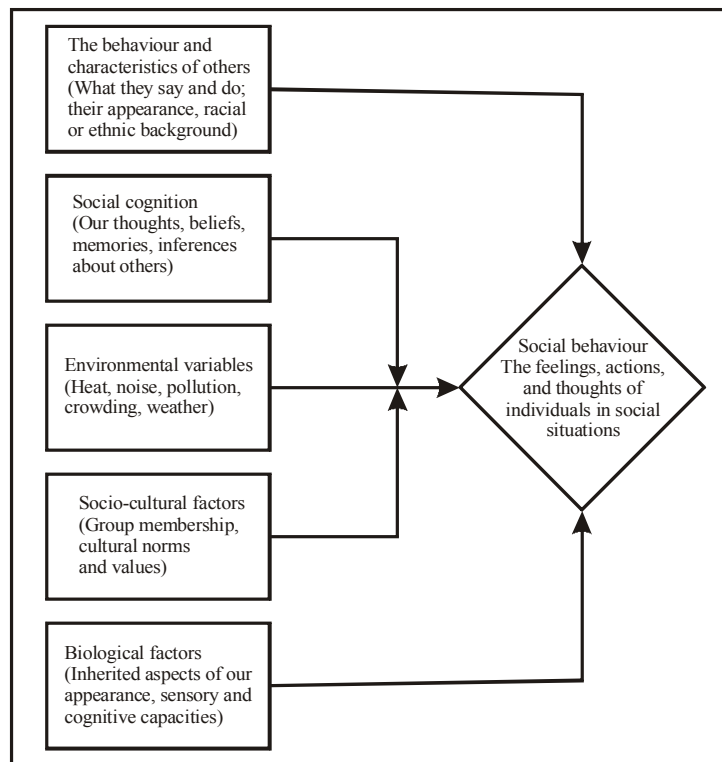 The behaviour and
characteristics of others
(What they say and do;
their appearance, racial
or ethnic background)
Social cognition
(Our thoughts, beliefs,
memories, inferences
about others)
Environmental variables
(Heat, noise, pollution,
crowding, weather)
Socio-cultural factors
(Group membership,
cultural norms
and values)
Biological factors
(Inherited aspects of our
appearance, sensory and
cognitive capacities)
Social behaviour
The feelings, actions,
and thoughts of
individuals in social
situations